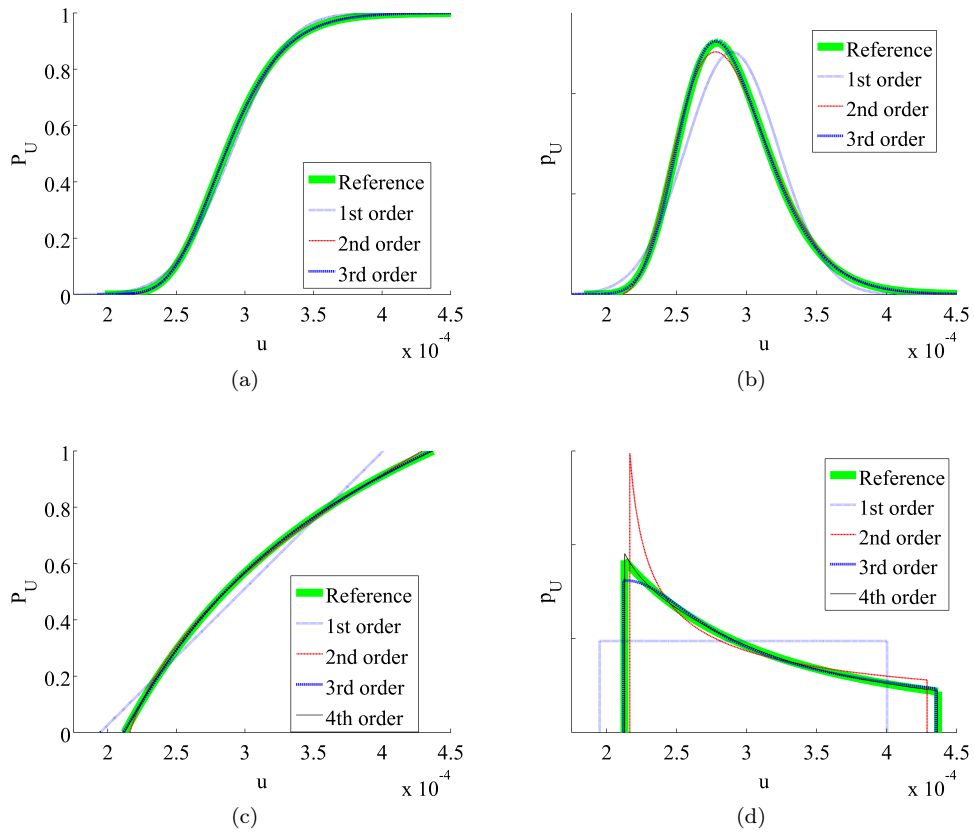 1
0.8
0.6
0.4
0.2
0
P_U
2
2.5
3
3.5
4
4.5
u
x 10^-4
Reference
1st order
2nd order
3rd order
(a)
p_U
2
2.5
3
3.5
4
4.5
u
x 10^-4
Reference
1st order
2nd order
3rd order
(b)
1
0.8
0.6
0.4
0.2
0
P_U
2
2.5
3
3.5
4
4.5
u
x 10^-4
Reference
1st order
2nd order
3rd order
4th order
(c)
p_U
2
2.5
3
3.5
4
4.5
u
x 10^-4
Reference
1st order
2nd order
3rd order
4th order
(d)